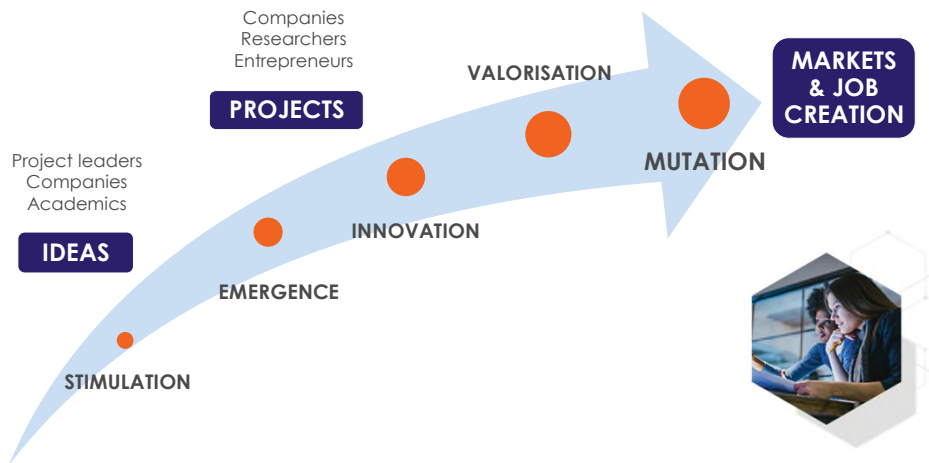 Companies
Researchers
Entrepreneurs
PROJECTS
Project leaders
Companies
Academics
IDEAS
VALORISATION
MARKETS
& JOB
CREATION
MUTATION
INNOVATION
EMERGENCE
STIMULATION